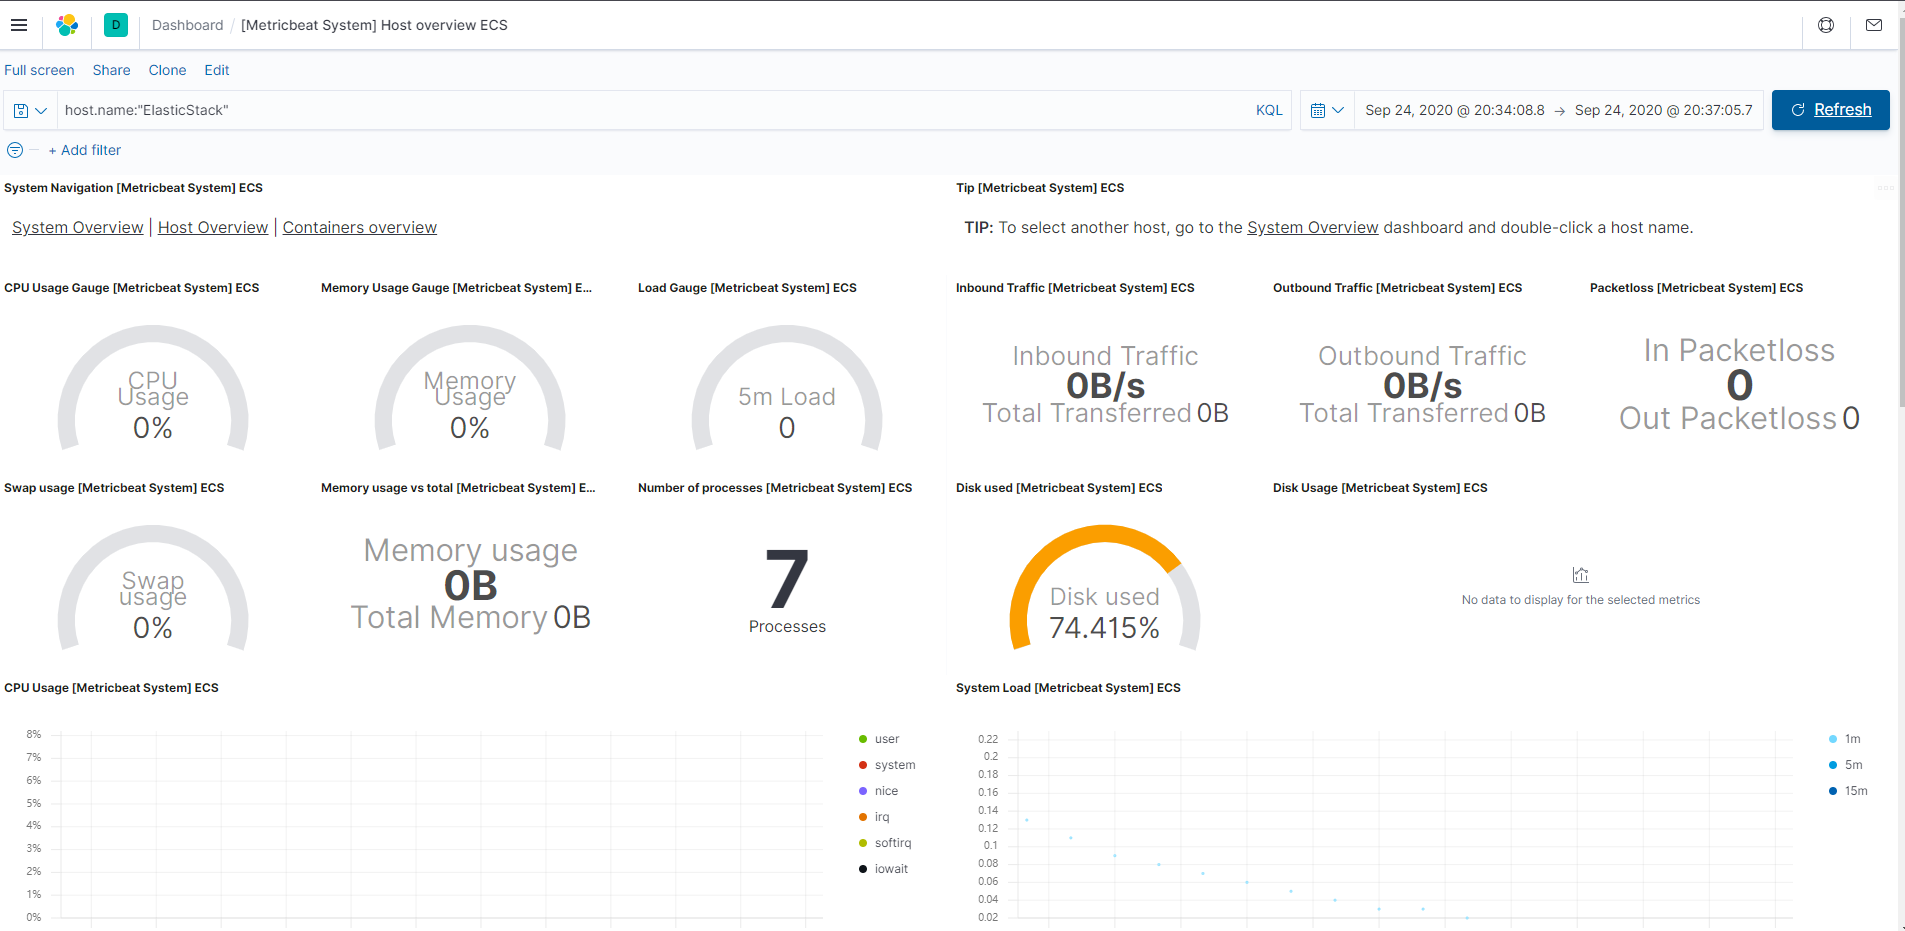 D
Dashboard / [Metricbeat System] Host overview ECS
Full screen Share Clone Edit
host.name:"ElasticStack"
KQL
Sep 24, 2020 @ 20:34:08.8 → Sep 24, 2020 @ 20:37:05.7
Refresh
+ Add filter
System Navigation [Metricbeat System] ECS
System Overview | Host Overview | Containers overview
Tip [Metricbeat System] ECS
TIP: To select another host, go to the System Overview dashboard and double-click a host name.
CPU Usage Gauge [Metricbeat System] ECS
CPU
Usage
0%
Memory Usage Gauge [Metricbeat System] E...
Memory
Usage
0%
Load Gauge [Metricbeat System] ECS
5m Load
0
Inbound Traffic [Metricbeat System] ECS
Inbound Traffic
0B/s
Total Transferred 0B
Outbound Traffic [Metricbeat System] ECS
Outbound Traffic
0B/s
Total Transferred 0B
Packetloss [Metricbeat System] ECS
In Packetloss
0
Out Packetloss 0
Swap usage [Metricbeat System] ECS
Swap
usage
0%
Memory usage vs total [Metricbeat System] E...
Memory usage
0B
Total Memory 0B
Number of processes [Metricbeat System] ECS
7
Processes
Disk used [Metricbeat System] ECS
Disk used
74.415%
Disk Usage [Metricbeat System] ECS
No data to display for the selected metrics
CPU Usage [Metricbeat System] ECS
8%
7%
6%
5%
4%
3%
2%
1%
0%
user
system
nice
irq
softirq
iowait
System Load [Metricbeat System] ECS
0.22
0.2
0.18
0.16
0.14
0.12
0.1
0.08
0.06
0.04
0.02
1m
5m
15m